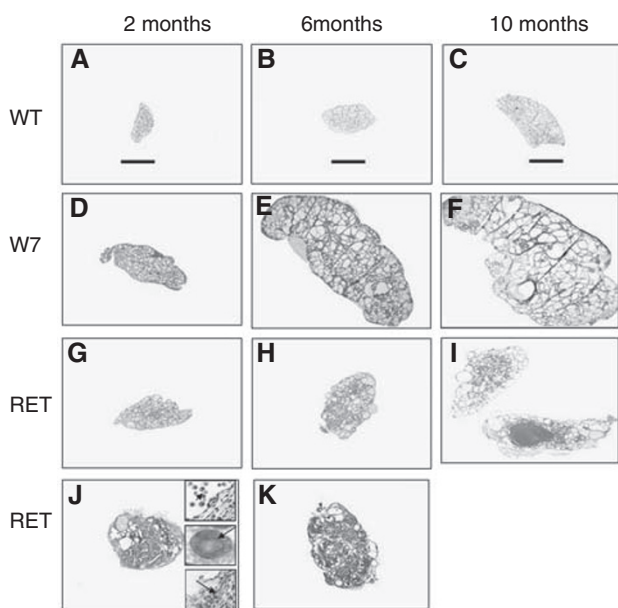 2 months 6months 10 months
WT A B C
W7 D E F
RET G H I
RET J K